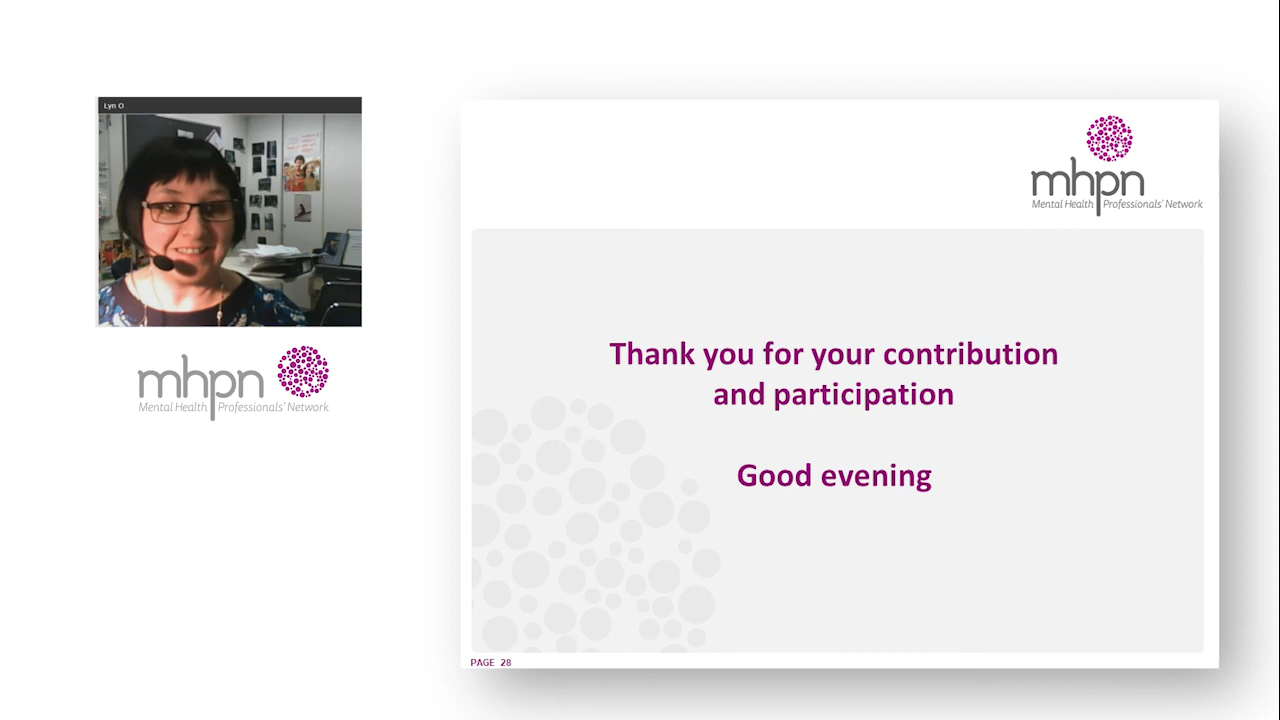 Lyn O
mhpn
Mental Health Professionals' Network
mhpn
Mental Health Professionals' Network
Thank you for your contribution
and participation
Good evening
PAGE 28